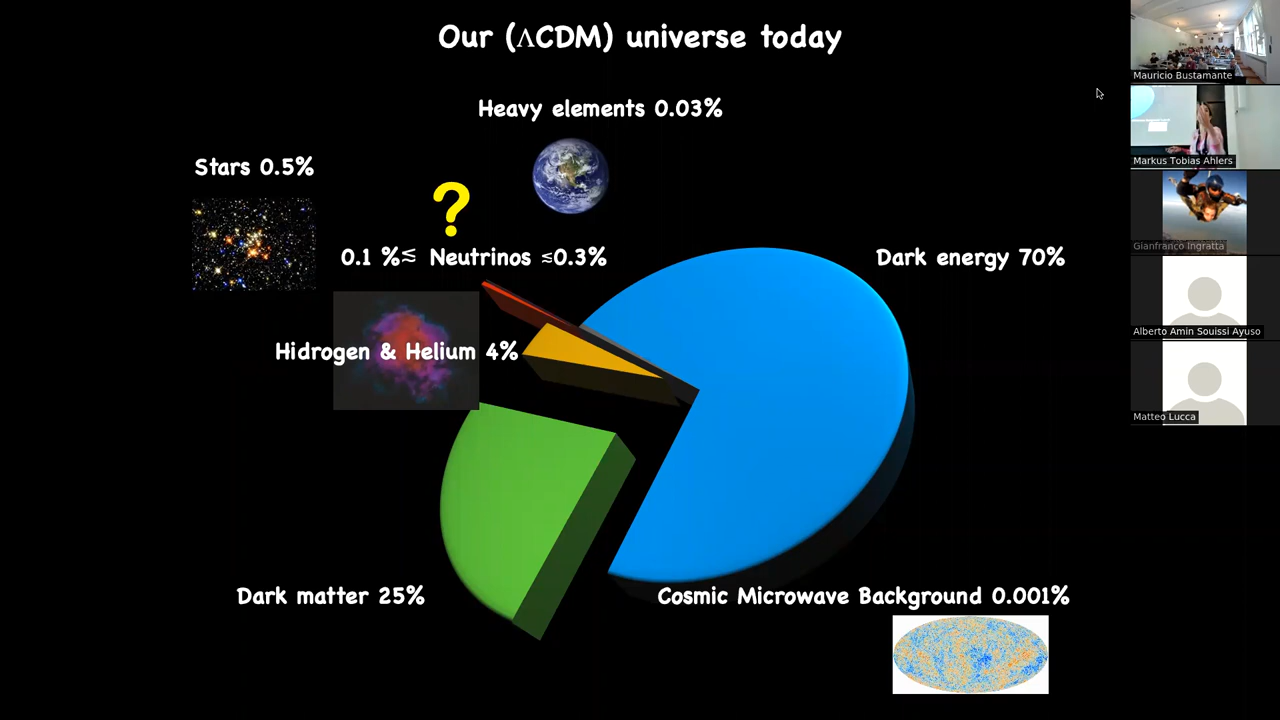 Our (ΛCDM) universe today
Heavy elements 0.03%
Stars 0.5%
?
0.1 %≲ Neutrinos ≲0.3%
Dark energy 70%
Hidrogen & Helium 4%
Dark matter 25%
Cosmic Microwave Background 0.001%
Mauricio Bustamante
Markus Tobias Ahlers
Gianfranco Ingratta
Alberto Amin Souissi Ayuso
Matteo Lucca